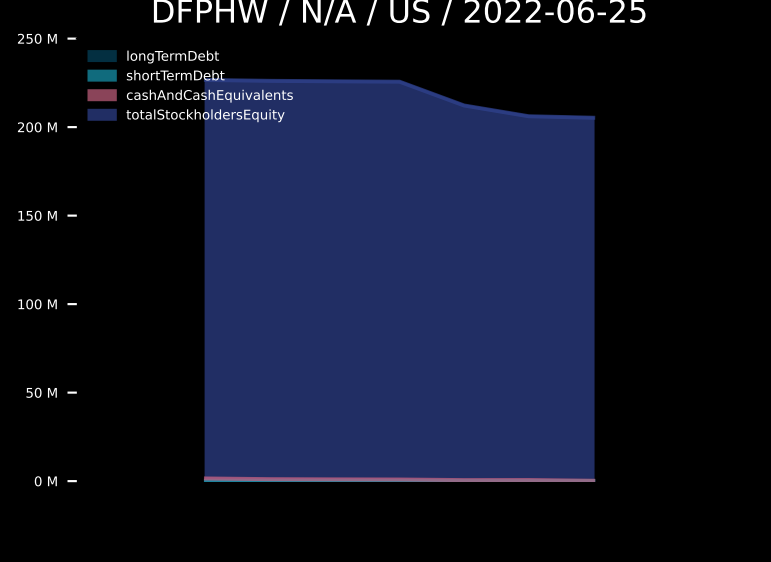 DFPHW / N/A / US / 2022-06-25
250 M
longTermDebt
shortTermDebt
cashAndCashEquivalents
totalStockholdersEquity
200 M
150 M
100 M
50 M
0 M